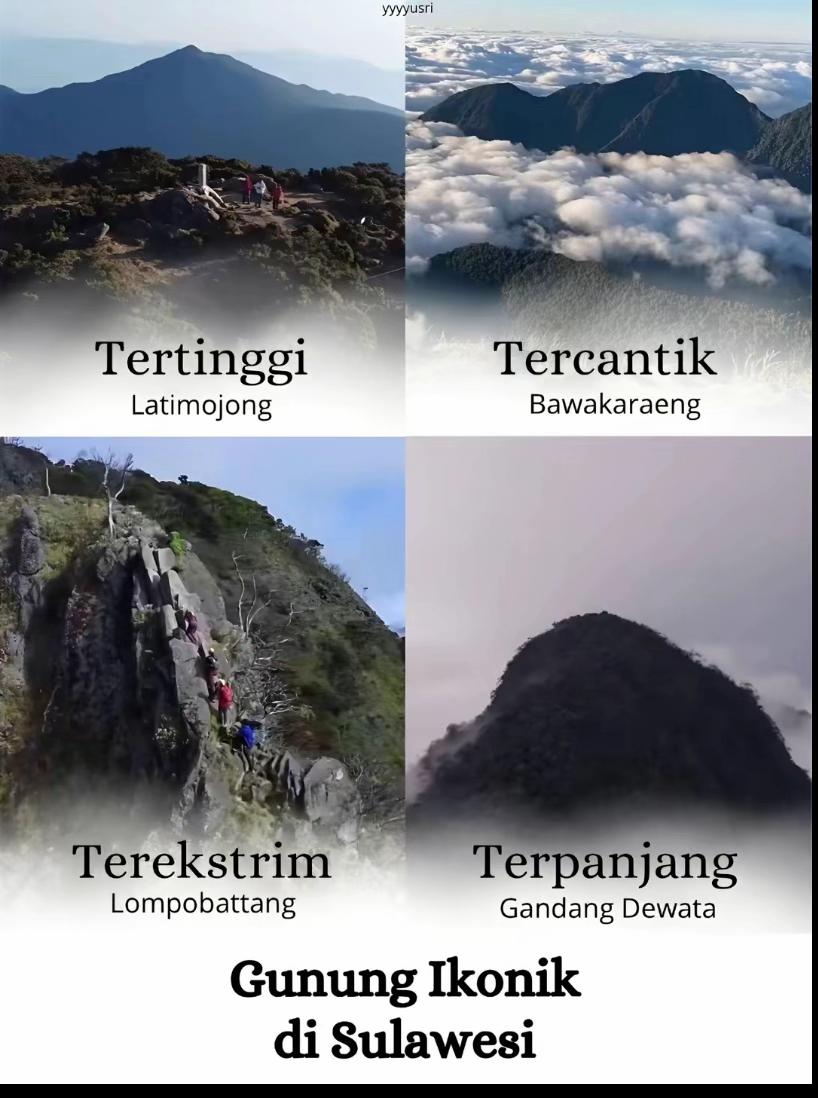 yyyyusri
Tertinggi
Latimojong
Tercantik
Bawakaraeng
Terekstrim
Lompobattang
Terpanjang
Gandang Dewata
Gunung Ikonik
di Sulawesi